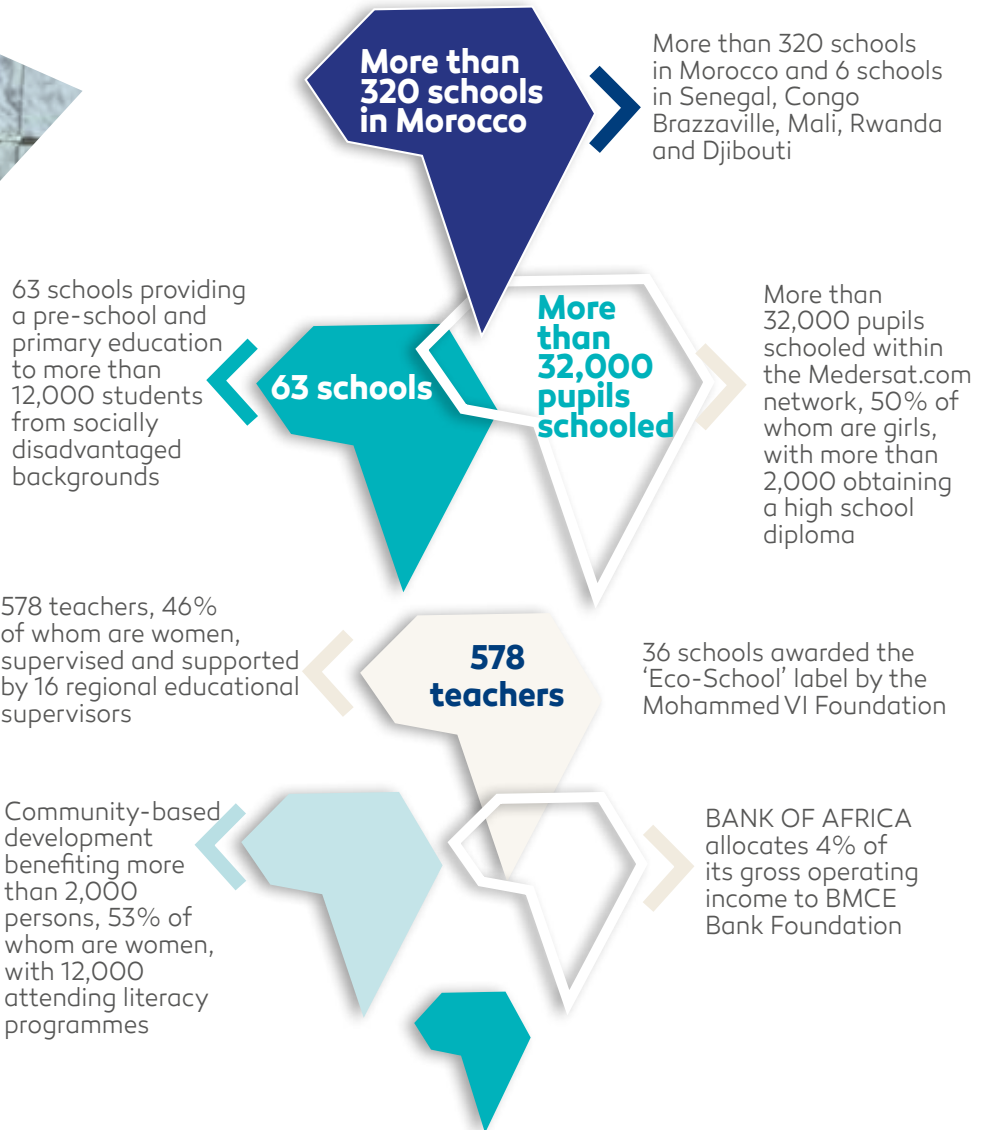 More than
320 schools
in Morocco
More than 320 schools
in Morocco and 6 schools
in Senegal, Congo
Brazzaville, Mali, Rwanda
and Djibouti
63 schools providing
a pre-school and
primary education
to more than
12,000 students
from socially
disadvantaged
backgrounds
63 schools
More
than
32,000
pupils
schooled
More than
32,000 pupils
schooled within
the Medersat.com
network, 50% of
whom are girls,
with more than
2,000 obtaining
a high school
diploma
578 teachers, 46%
of whom are women,
supervised and supported
by 16 regional educational
supervisors
578
teachers
36 schools awarded the
‘Eco-School’ label by the
Mohammed VI Foundation
Community-based
development
benefiting more
than 2,000
persons, 53% of
whom are women,
with 12,000
attending literacy
programmes
BANK OF AFRICA
allocates 4% of
its gross operating
income to BMCE
Bank Foundation